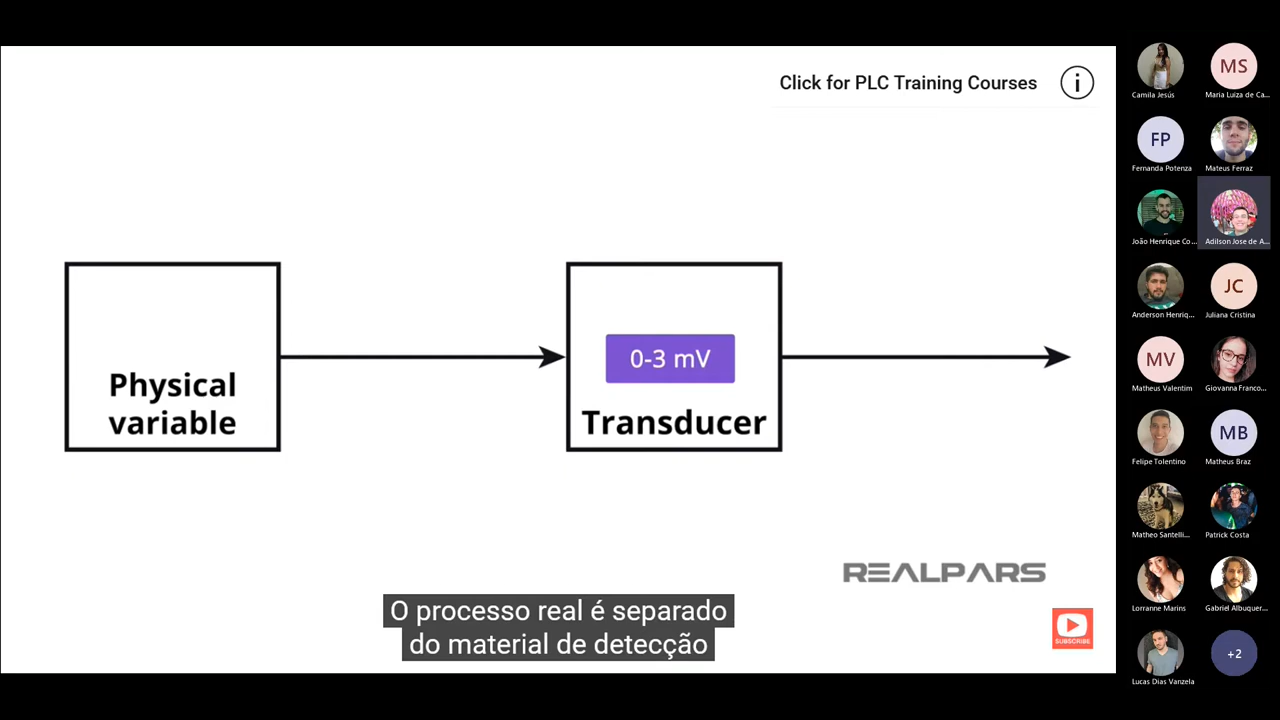 Click for PLC Training Courses
i
Physical
variable
0-3 mV
Transducer
REALPARS
SUBSCRIBE
O processo real é separado
do material de detecção
Camila Jesús
MS
Maria Luiza de Ca...
FP
Fernanda Potenza
Mateus Ferraz
João Henrique Co...
Adilson Jose de A...
Anderson Henriq...
JC
Juliana Cristina
MV
Matheus Valentim
Giovanna Franco...
Felipe Tolentino
MB
Matheus Braz
Matheo Santelli...
Patrick Costa
Lorranne Marins
Gabriel Albuquer...
Lucas Dias Vanzela
+2